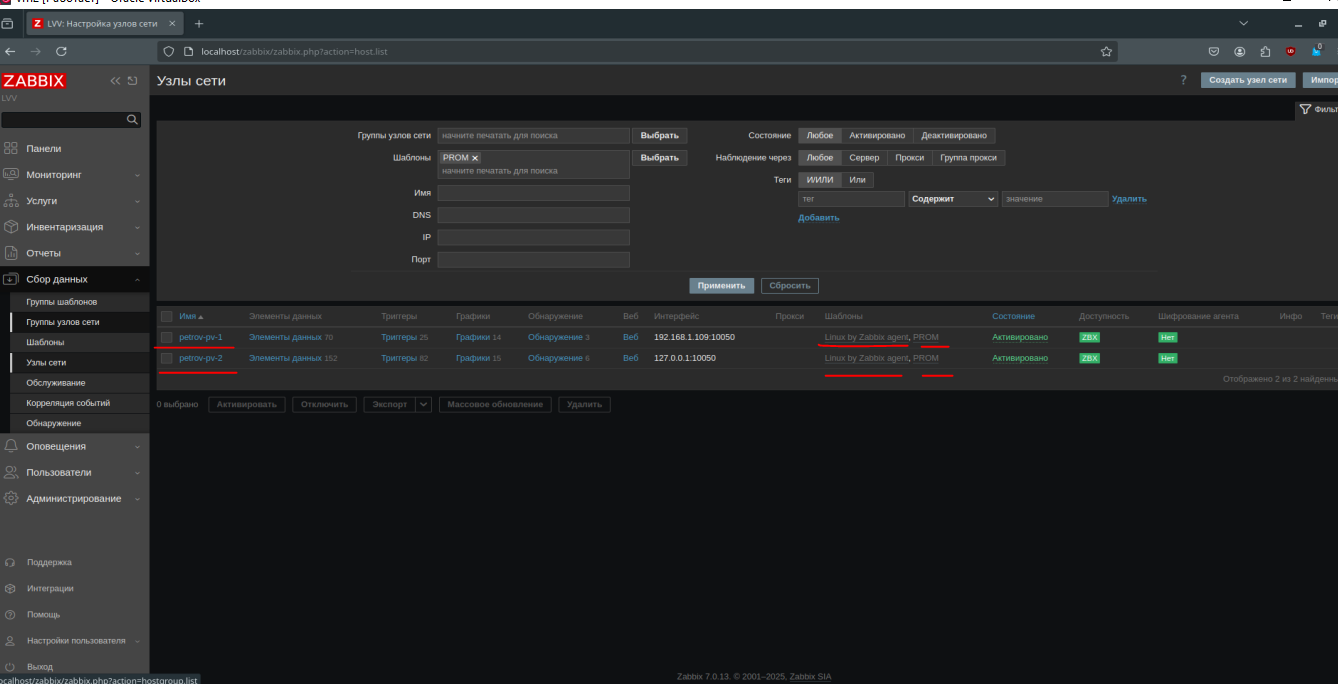 VM2 [Работает] - Oracle VirtualBox
LVV: Настройка узлов сети
localhost/zabbix/zabbix.php?action=host.list
ZABBIX
LVV
Панели
Мониторинг
Услуги
Инвентаризация
Отчеты
Сбор данных
Группы шаблонов
Группы узлов сети
Шаблоны
Узлы сети
Обслуживание
Корреляция событий
Обнаружение
Оповещения
Пользователи
Администрирование
Поддержка
Интеграции
Помощь
Настройки пользователя
Выход
localhost/zabbix/zabbix.php?action=hostgroup.list
Узлы сети
? Создать узел сети Импор
Фильт
Группы узлов сети начните печатать для поиска Выбрать
Шаблоны PROM × Выбрать
начните печатать для поиска
Имя
DNS
IP
Порт
Состояние Любое Активировано Деактивировано
Наблюдение через Любое Сервер Прокси Группа прокси
Теги И/ИЛИ Или
тег Содержит значение Удалить
Добавить
Применить Сбросить
Имя Элементы данных Триггеры Графики Обнаружение Веб Интерфейс Прокси Шаблоны Состояние Доступность Шифрование агента Инфо Теги
petrov-pv-1 Элементы данных 70 Триггеры 25 Графики 14 Обнаружение 3 Веб 192.168.1.109:10050 Linux by Zabbix agent, PROM Активировано ZBX Нет
petrov-pv-2 Элементы данных 152 Триггеры 82 Графики 15 Обнаружение 6 Веб 127.0.0.1:10050 Linux by Zabbix agent, PROM Активировано ZBX Нет
Отображено 2 из 2 найденны
0 выбрано Активировать Отключить Экспорт Массовое обновление Удалить
Zabbix 7.0.13. © 2001–2025, Zabbix SIA